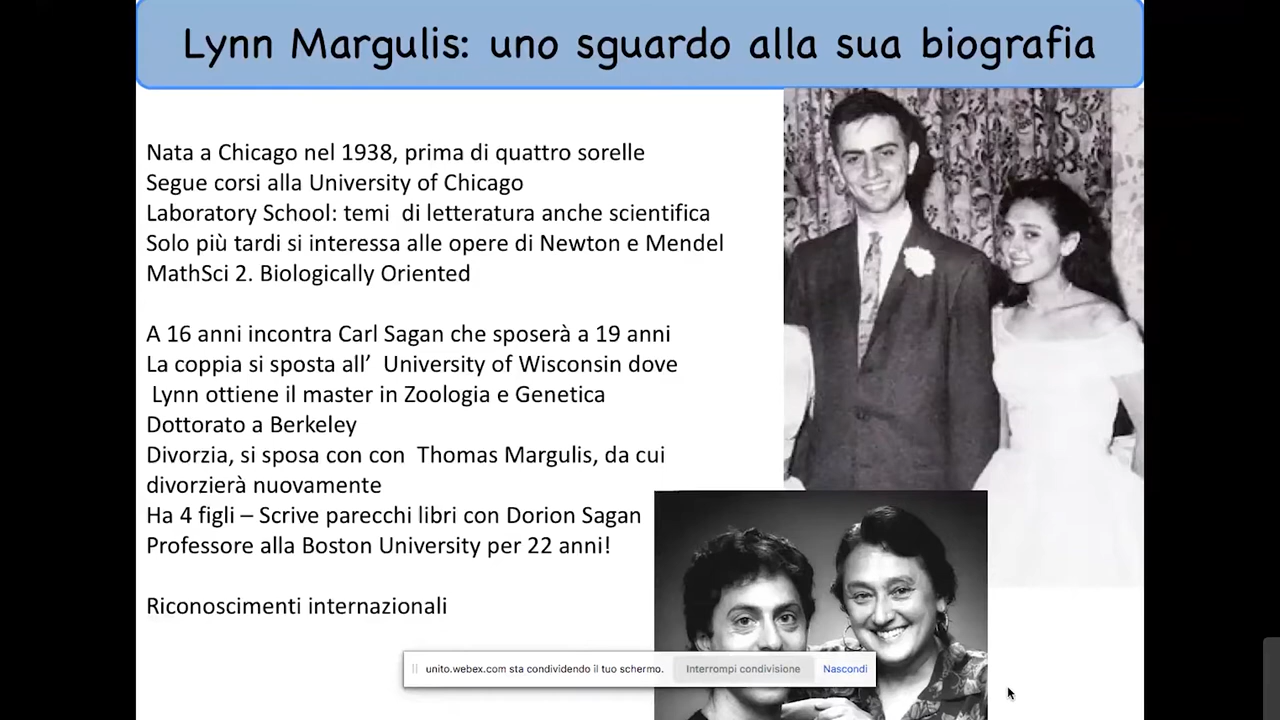 Lynn Margulis: uno sguardo alla sua biografia
Nata a Chicago nel 1938, prima di quattro sorelle
Segue corsi alla University of Chicago
Laboratory School: temi  di letteratura anche scientifica
Solo più tardi si interessa alle opere di Newton e Mendel
MathSci 2. Biologically Oriented
A 16 anni incontra Carl Sagan che sposerà a 19 anni
La coppia si sposta all’  University of Wisconsin dove
Lynn ottiene il master in Zoologia e Genetica
Dottorato a Berkeley
Divorzia, si sposa con con  Thomas Margulis, da cui
divorzierà nuovamente
Ha 4 figli – Scrive parecchi libri con Dorion Sagan
Professore alla Boston University per 22 anni!
Riconoscimenti internazionali
unito.webex.com sta condividendo il tuo schermo. Interrompi condivisione Nascondi